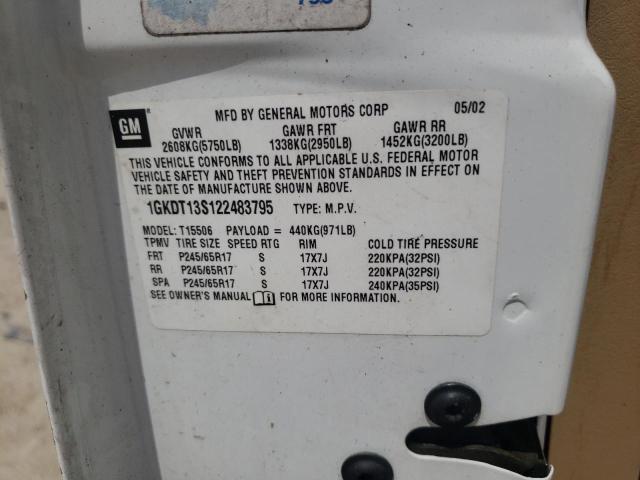 MFD BY GENERAL MOTORS CORP 05/02
GM
GVWR GAWR FRT GAWR RR
2608KG(5750LB) 1338KG(2950LB) 1452KG(3200LB)
THIS VEHICLE CONFORMS TO ALL APPLICABLE U.S. FEDERAL MOTOR
VEHICLE SAFETY AND THEFT PREVENTION STANDARDS IN EFFECT ON
THE DATE OF MANUFACTURE SHOWN ABOVE.
1GKDT13S122483795 TYPE: M.P.V.
MODEL: T15506 PAYLOAD = 440KG(971LB)
TPMV TIRE SIZE SPEED RTG RIM COLD TIRE PRESSURE
FRT P245/65R17 S 17X7J 220KPA(32PSI)
RR P245/65R17 S 17X7J 220KPA(32PSI)
SPA P245/65R17 S 17X7J 240KPA(35PSI)
SEE OWNER'S MANUAL FOR MORE INFORMATION.